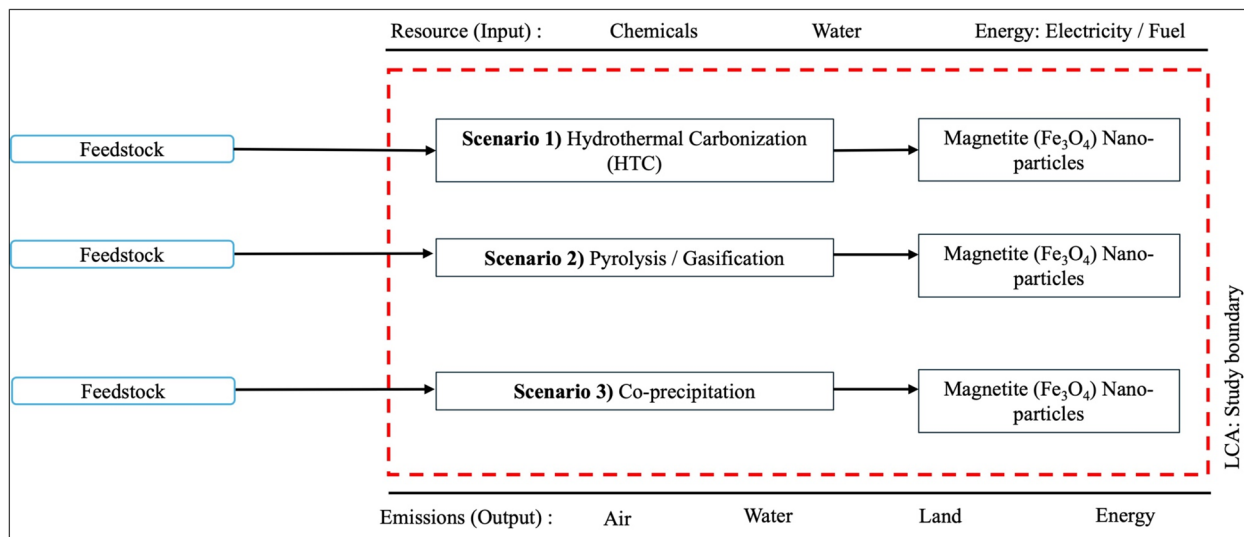 Resource (Input) : Chemicals Water Energy: Electricity / Fuel
Feedstock
Scenario 1) Hydrothermal Carbonization
(HTC)
Magnetite (Fe₃O₄) Nano-
particles
Feedstock
Scenario 2) Pyrolysis / Gasification
Magnetite (Fe₃O₄) Nano-
particles
Feedstock
Scenario 3) Co-precipitation
Magnetite (Fe₃O₄) Nano-
particles
LCA: Study boundary
Emissions (Output) : Air Water Land Energy